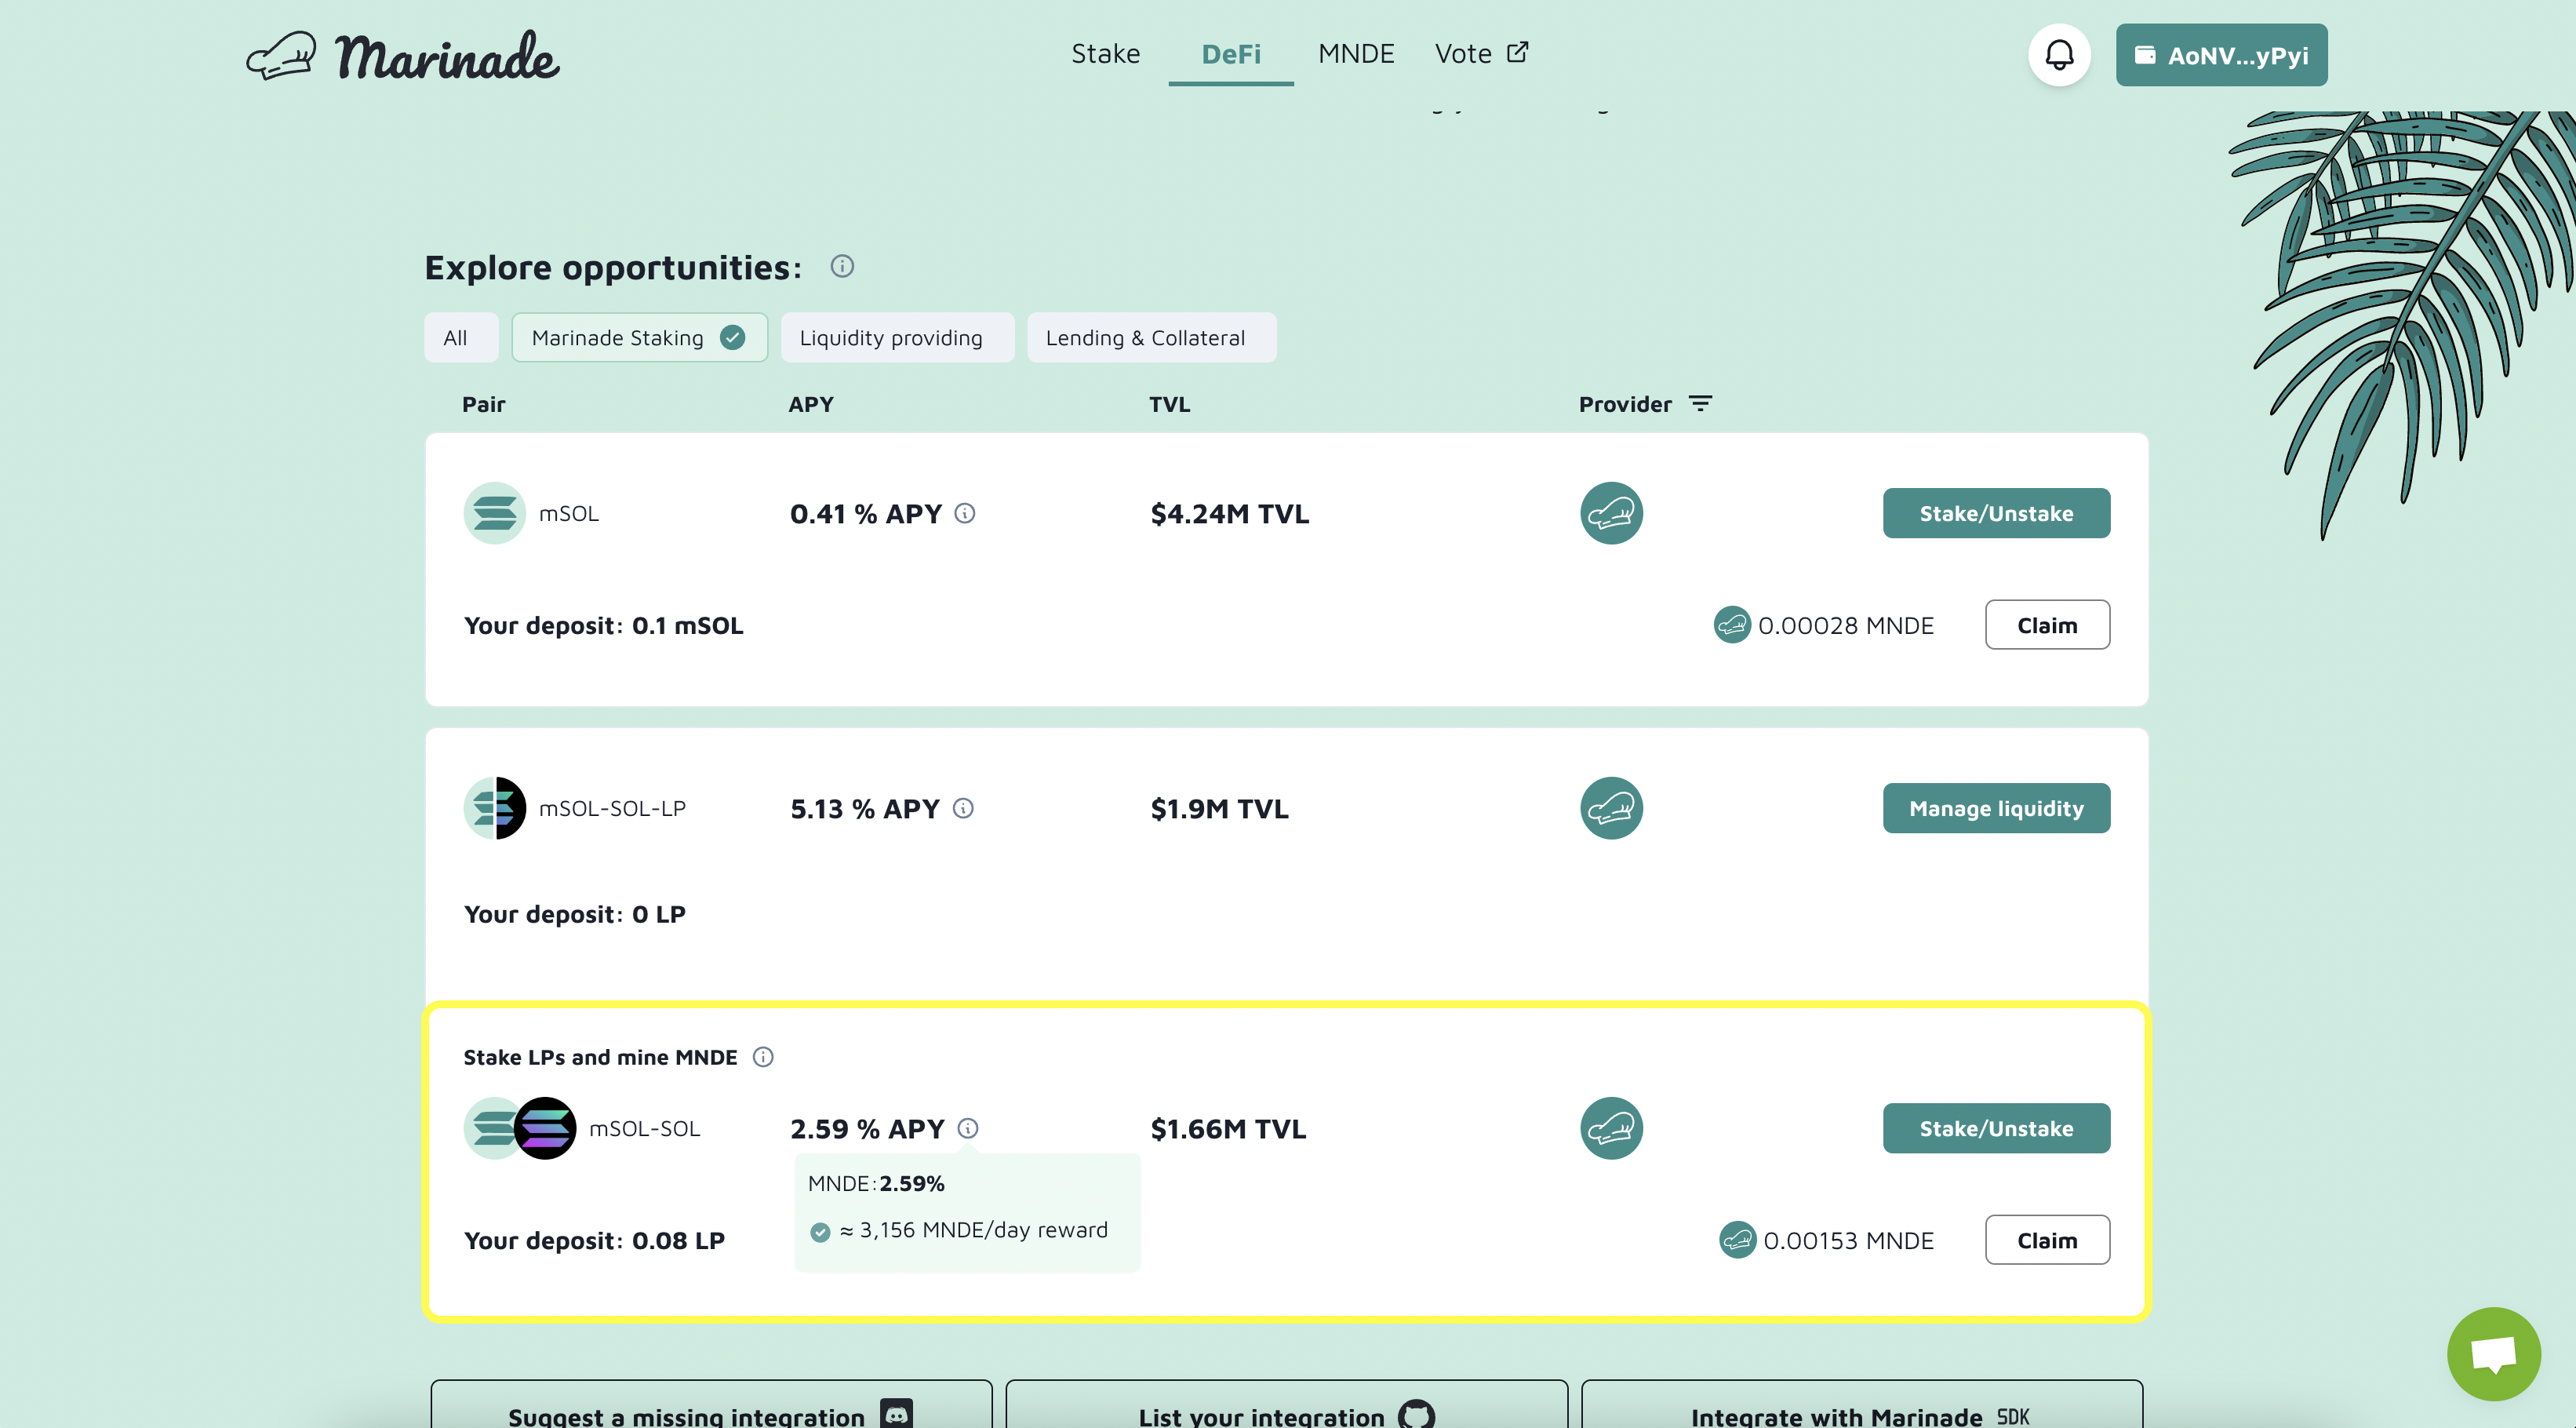 Marinade
Stake DeFi MNDE Vote
AoNV...yPyi
Explore opportunities:
All Marinade Staking Liquidity providing Lending & Collateral
Pair APY TVL Provider
mSOL 0.41 % APY $4.24M TVL Stake/Unstake
Your deposit: 0.1 mSOL 0.00028 MNDE Claim
mSOL-SOL-LP 5.13 % APY $1.9M TVL Manage liquidity
Your deposit: 0 LP
Stake LPs and mine MNDE
mSOL-SOL 2.59 % APY $1.66M TVL Stake/Unstake
MNDE:2.59%
≈ 3,156 MNDE/day reward
Your deposit: 0.08 LP 0.00153 MNDE Claim
Suggest a missing integration List your integration Integrate with Marinade SDK